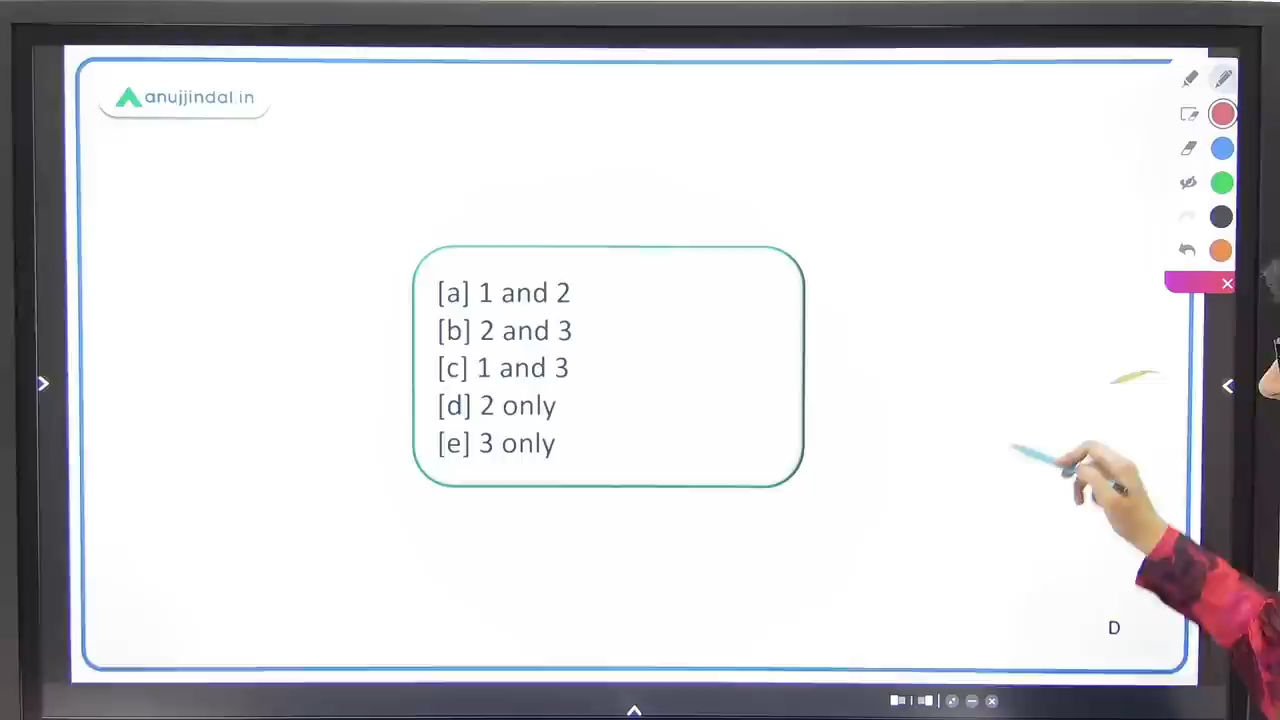 anujjindal.in
[a] 1 and 2
[b] 2 and 3
[c] 1 and 3
[d] 2 only
[e] 3 only
D